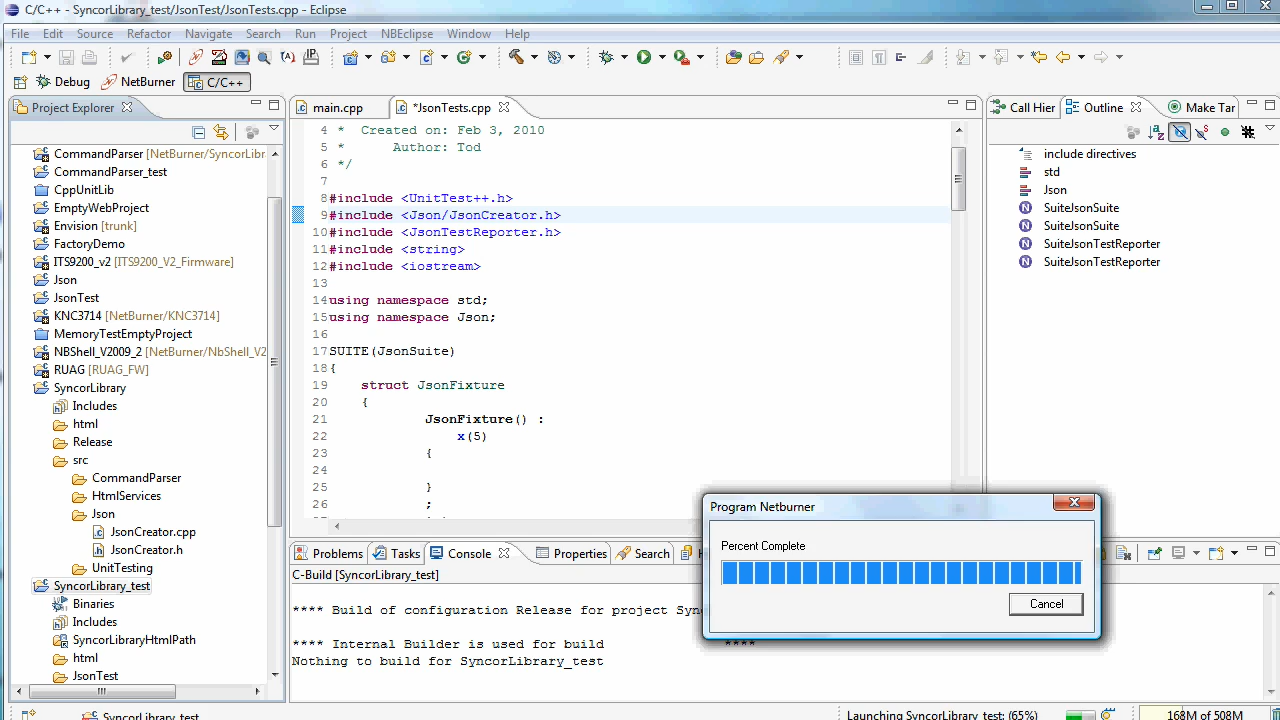 C/C++ - SyncorLibrary_test/JsonTest/JsonTests.cpp - Eclipse
File Edit Source Refactor Navigate Search Run Project NBEclipse Window Help
Debug NetBurner C/C++
Project Explorer
CommandParser [NetBurner/SyncorLibr
CommandParser_test
CppUnitLib
EmptyWebProject
Envision [trunk]
FactoryDemo
ITS9200_v2 [ITS9200_V2_Firmware]
Json
JsonTest
KNC3714 [NetBurner/KNC3714]
MemoryTestEmptyProject
NBShell_V2009_2 [NetBurner/NbShell_V2
RUAG [RUAG_FW]
SyncorLibrary
Includes
html
Release
src
CommandParser
HtmlServices
Json
JsonCreator.cpp
JsonCreator.h
UnitTesting
SyncorLibrary_test
Binaries
Includes
SyncorLibraryHtmlPath
html
JsonTest
main.cpp *JsonTests.cpp
4 * Created on: Feb 3, 2010
5 * Author: Tod
6 */
7
8 #include <UnitTest++.h>
9 #include <Json/JsonCreator.h>
10 #include <JsonTestReporter.h>
11 #include <string>
12 #include <iostream>
13
14 using namespace std;
15 using namespace Json;
16
17 SUITE(JsonSuite)
18 {
19 struct JsonFixture
20 {
21 JsonFixture() :
22 x(5)
23 {
24
25 }
26 ;
Call Hier Outline Make Tar
include directives
std
Json
SuiteJsonSuite
SuiteJsonSuite
SuiteJsonTestReporter
SuiteJsonTestReporter
Problems Tasks Console Properties Search
C-Build [SyncorLibrary_test]
**** Build of configuration Release for project Syn
**** Internal Builder is used for build ****
Nothing to build for SyncorLibrary_test
Program Netburner
Percent Complete
Cancel
SyncorLibrary_test
Launching SyncorLibrary_test: (65%)
168M of 508M